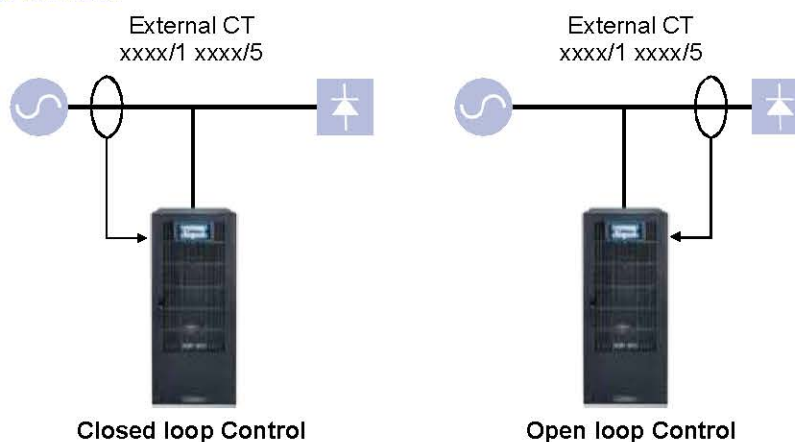 External CT
xxxx/1 xxxx/5
External CT
xxxx/1 xxxx/5
Closed loop Control
Open loop Control